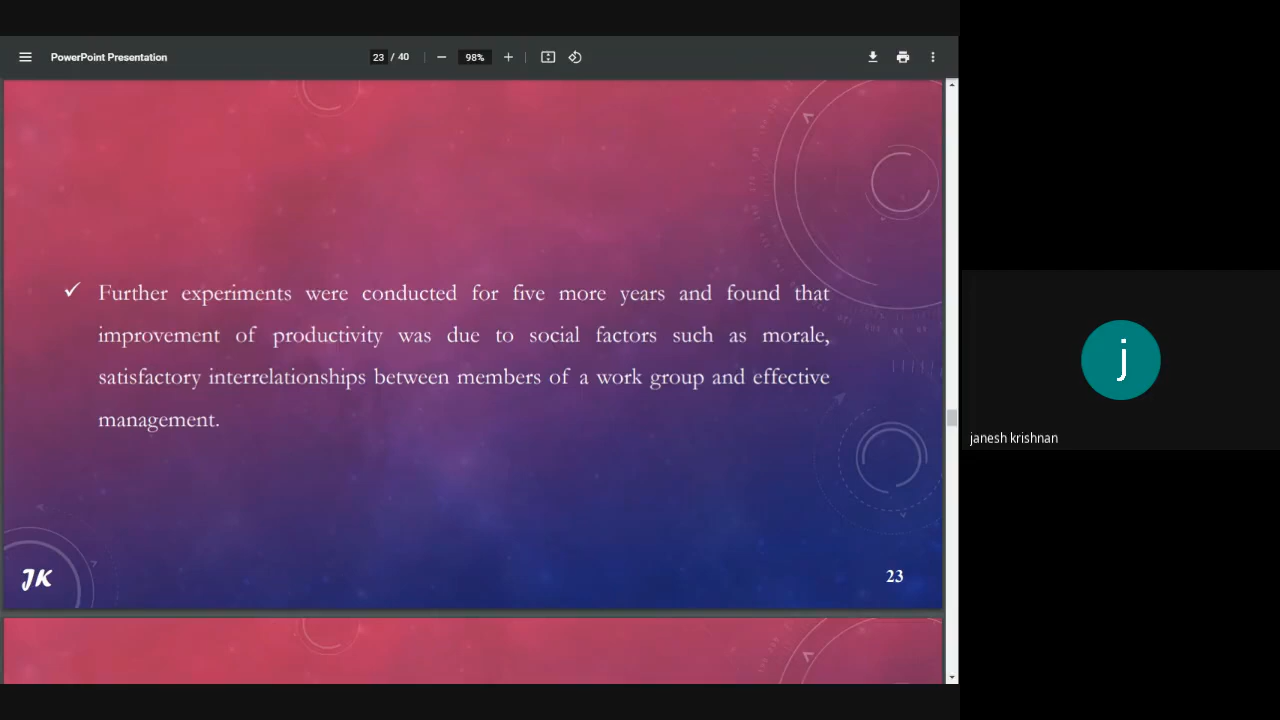 PowerPoint Presentation
23 / 40
98%
✓ Further experiments were conducted for five more years and found that
improvement of productivity was due to social factors such as morale,
satisfactory interrelationships between members of a work group and effective
management.
JK
23
j
janesh krishnan